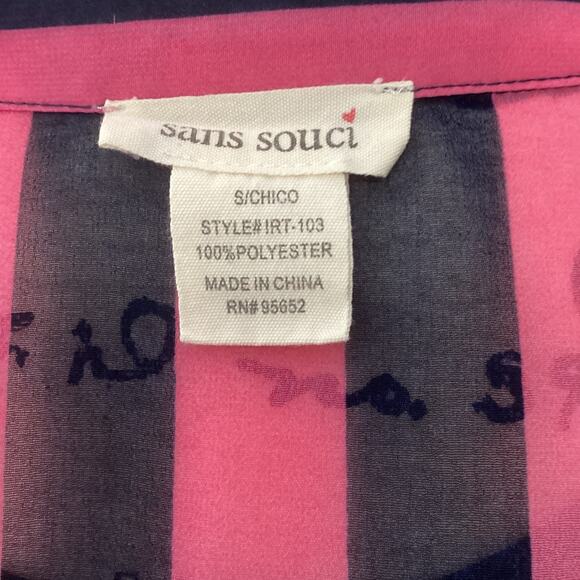 sans souci
S/CHICO
STYLE# IRT-103
100%POLYESTER
MADE IN CHINA
RN# 95652